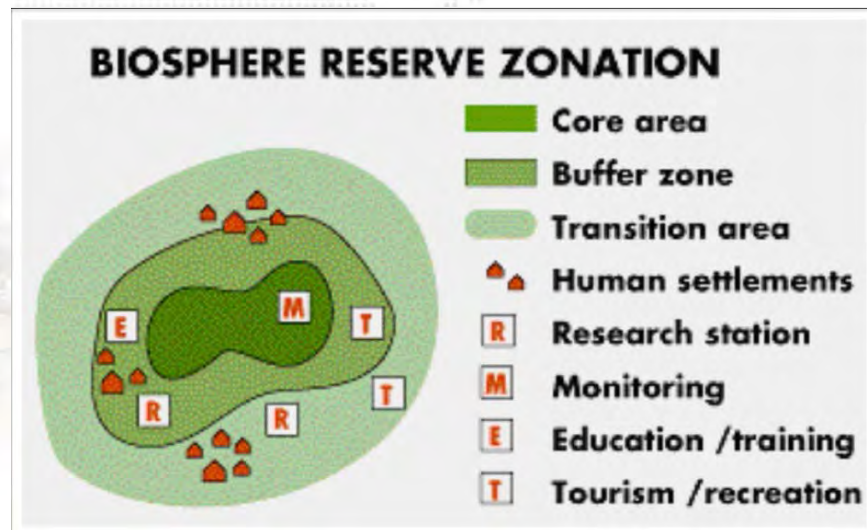 BIOSPHERE RESERVE ZONATION
Core area
Buffer zone
Transition area
Human settlements
R Research station
M Monitoring
E Education /training
T Tourism /recreation
M
E
T
T
R
R